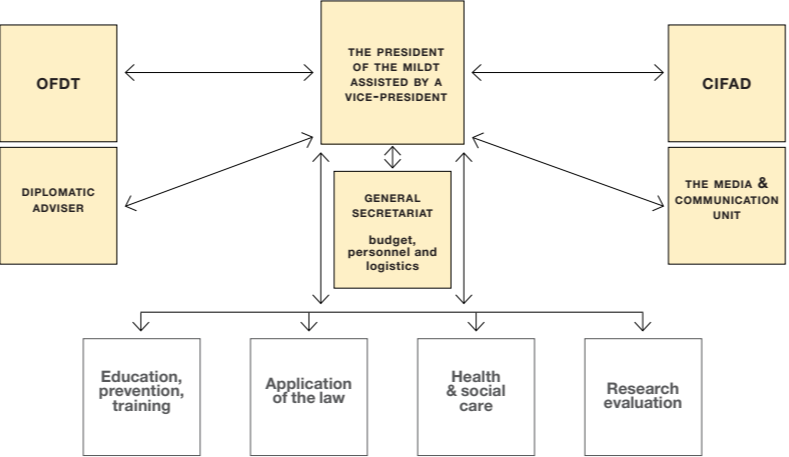 THE PRESIDENT
OF THE MILDT
ASSISTED BY A
VICE-PRESIDENT
OFDT
CIFAD
DIPLOMATIC
ADVISER
GENERAL
SECRETARIAT
budget,
personnel and
logistics
THE MEDIA &
COMMUNICATION
UNIT
Education,
prevention,
training
Application
of the law
Health
& social
care
Research
evaluation